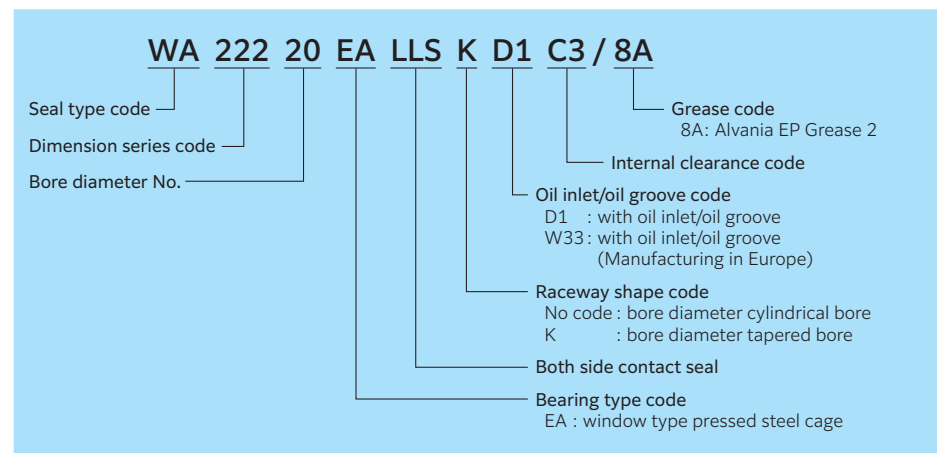 WA 222 20 EA LLS K D1 C3 / 8A
Seal type code
Dimension series code
Bore diameter No.
Grease code
8A: Alvania EP Grease 2
Internal clearance code
Oil inlet/oil groove code
D1 : with oil inlet/oil groove
W33 : with oil inlet/oil groove
(Manufacturing in Europe)
Raceway shape code
No code : bore diameter cylindrical bore
K : bore diameter tapered bore
Both side contact seal
Bearing type code
EA : window type pressed steel cage